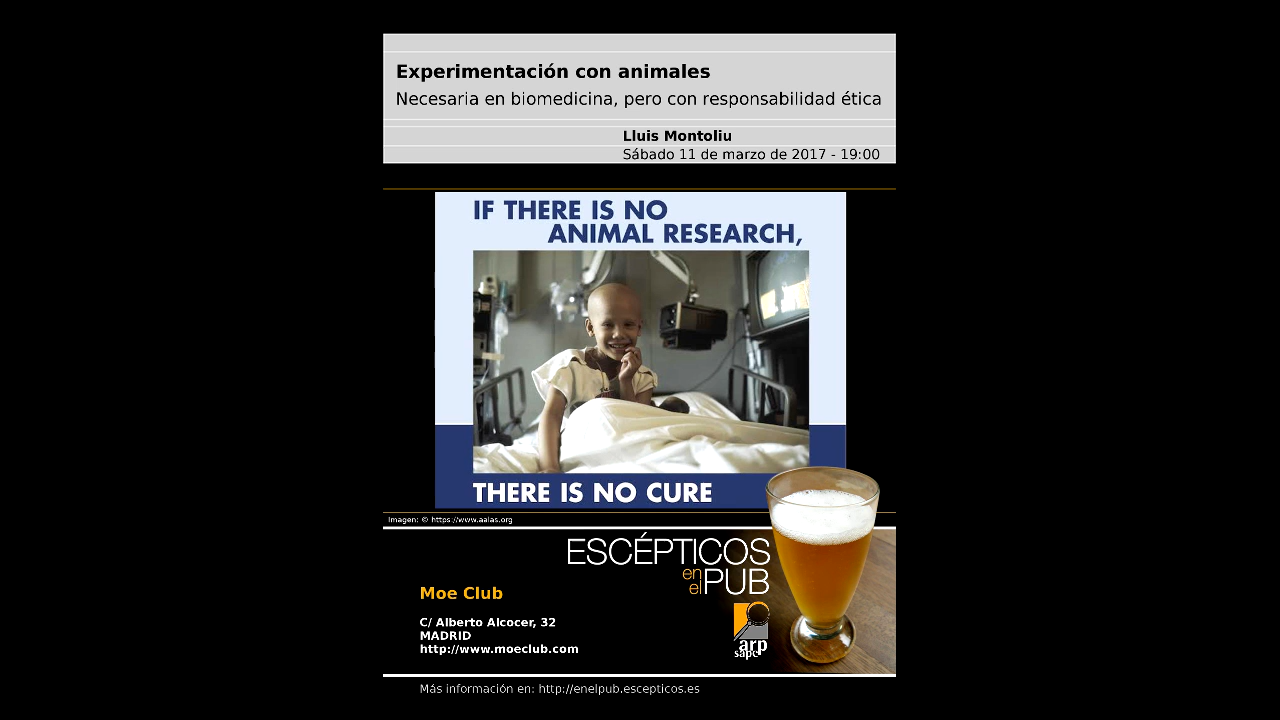 Experimentación con animales
Necesaria en biomedicina, pero con responsabilidad ética
Lluis Montoliu
Sábado 11 de marzo de 2017 - 19:00
IF THERE IS NO
ANIMAL RESEARCH,
THERE IS NO CURE
Imagen: © https://www.aalas.org
ESCÉPTICOS
en
el PUB
Moe Club
C/ Alberto Alcocer, 32
MADRID
http://www.moeclub.com
arp
sapc
Más información en: http://enelpub.escepticos.es